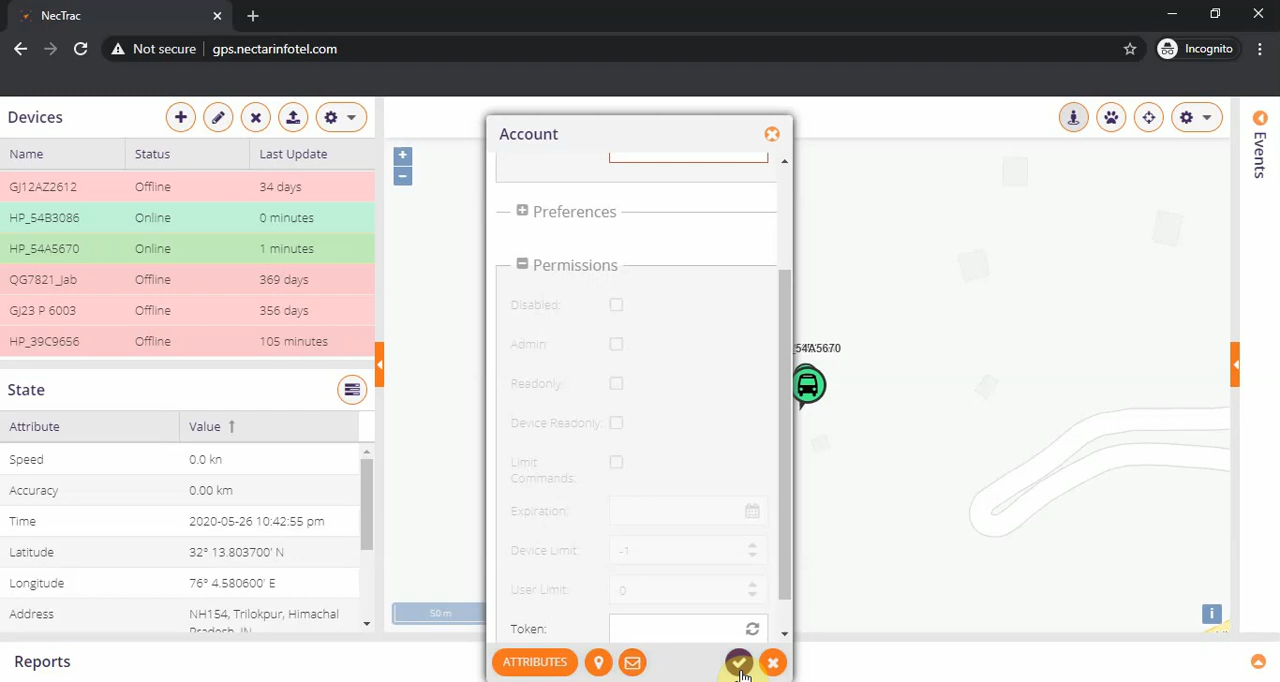 NecTrac
Not secure gps.nectarinfotel.com Incognito
Devices
Name Status Last Update
GJ12AZ2612 Offline 34 days
HP_54B3086 Online 0 minutes
HP_54A5670 Online 1 minutes
QG7821_Jab Offline 369 days
GJ23 P 6003 Offline 356 days
HP_39C9656 Offline 105 minutes
State
Attribute Value
Speed 0.0 kn
Accuracy 0.00 km
Time 2020-05-26 10:42:55 pm
Latitude 32° 13.803700' N
Longitude 76° 4.580600' E
Address NH154, Trilokpur, Himachal
Pradesh, IN
Reports
Account
Preferences
Permissions
Disabled:
Admin:
Readonly:
Device Readonly:
Limit
Commands:
Expiration:
Device Limit: -1
User Limit: 0
Token:
ATTRIBUTES
50 m
54A5670
Events